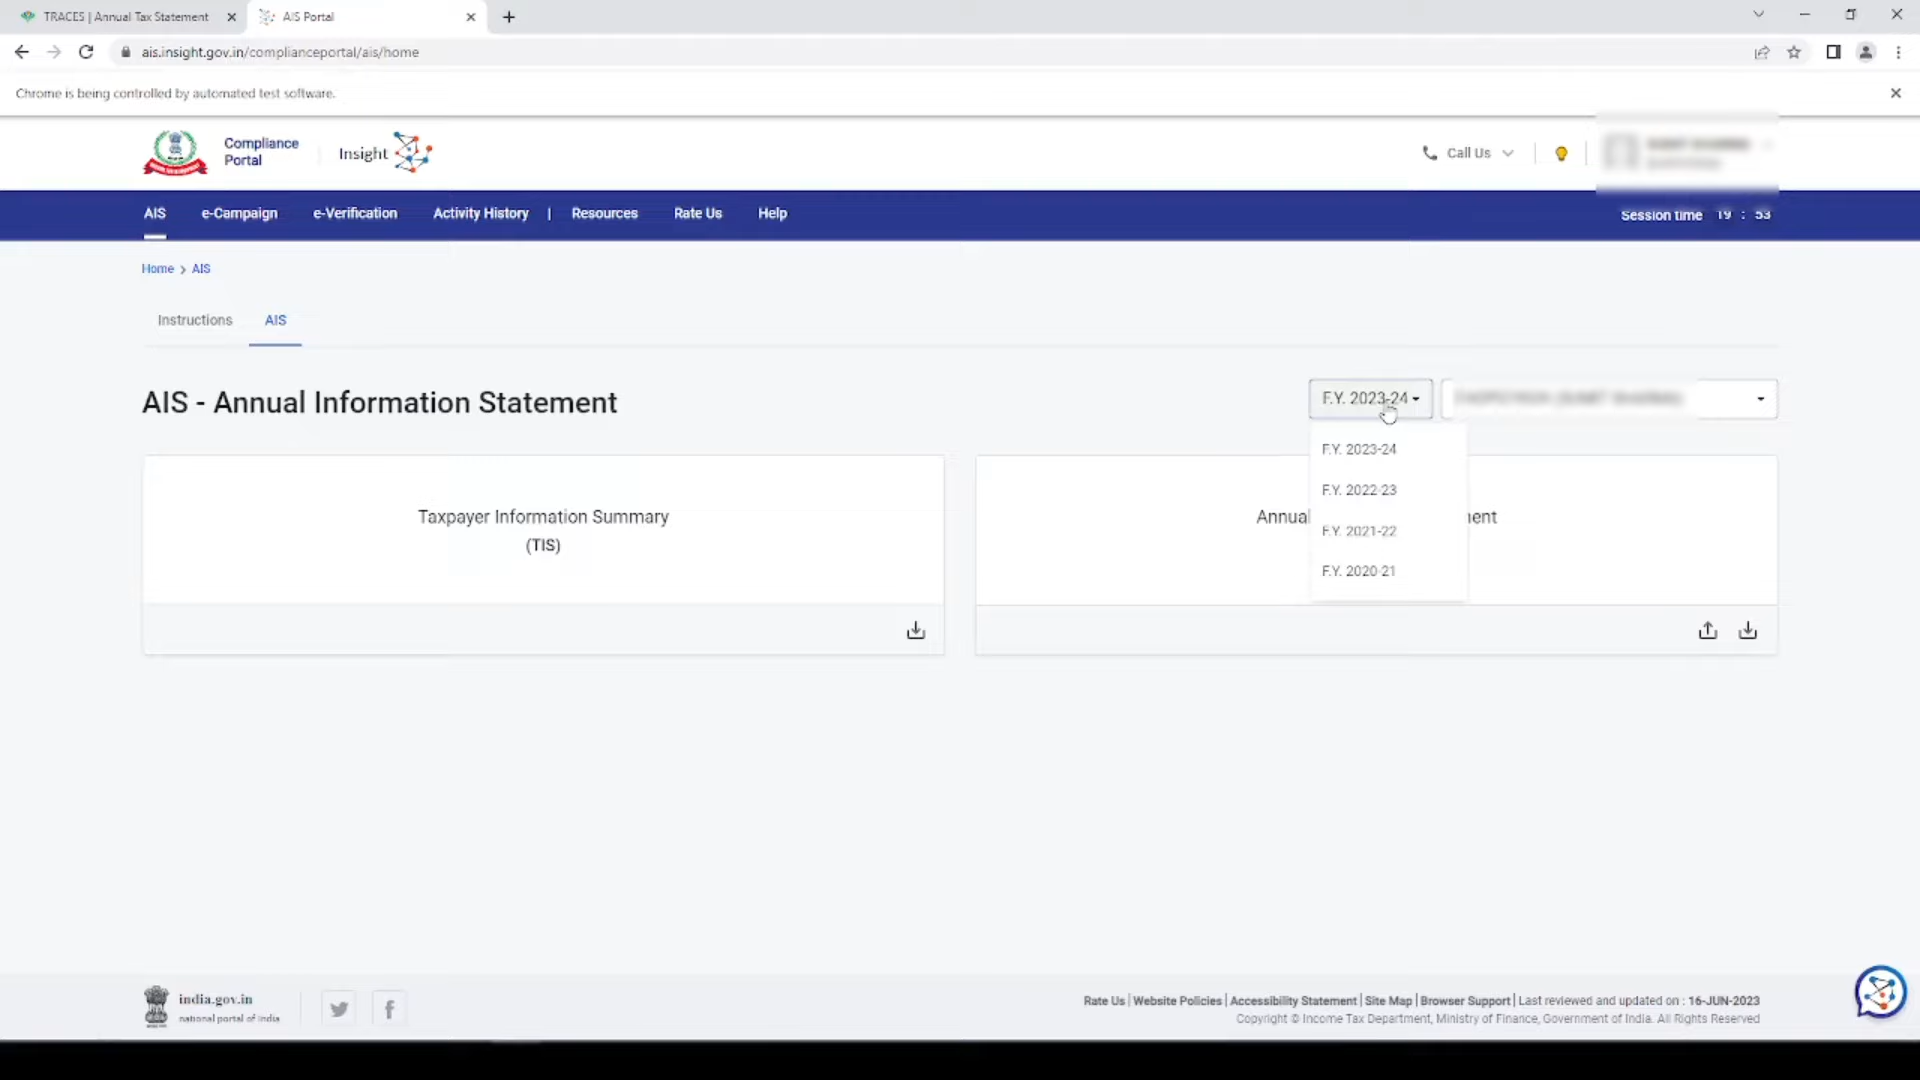 TRACES | Annual Tax Statement
AIS Portal
ais.insight.gov.in/complianceportal/ais/home
Chrome is being controlled by automated test software.
Compliance
Portal
Insight
Call Us
AIS
e-Campaign
e-Verification
Activity History
|
Resources
Rate Us
Help
Session time 19 : 53
Home > AIS
Instructions
AIS
AIS - Annual Information Statement
F.Y. 2023-24
F.Y. 2023-24
F.Y. 2022-23
F.Y. 2021-22
F.Y. 2020-21
Taxpayer Information Summary
(TIS)
Annual
ent
india.gov.in
national portal of india
Rate Us | Website Policies | Accessibility Statement | Site Map | Browser Support | Last reviewed and updated on : 16-JUN-2023
Copyright © Income Tax Department, Ministry of Finance, Government of India. All Rights Reserved